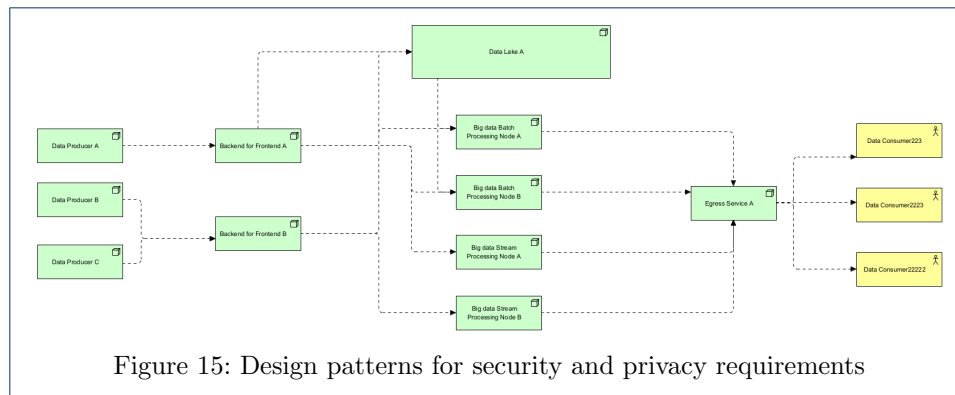 Data Lake A
Data Producer A
Backend for Frontend A
Big data Batch
Processing Node A
Data Consumer223
Data Producer B
Big data Batch
Processing Node B
Egress Service A
Data Consumer2223
Backend for Frontend B
Data Producer C
Big data Stream
Processing Node A
Data Consumer22222
Big data Stream
Processing Node B
Figure 15: Design patterns for security and privacy requirements